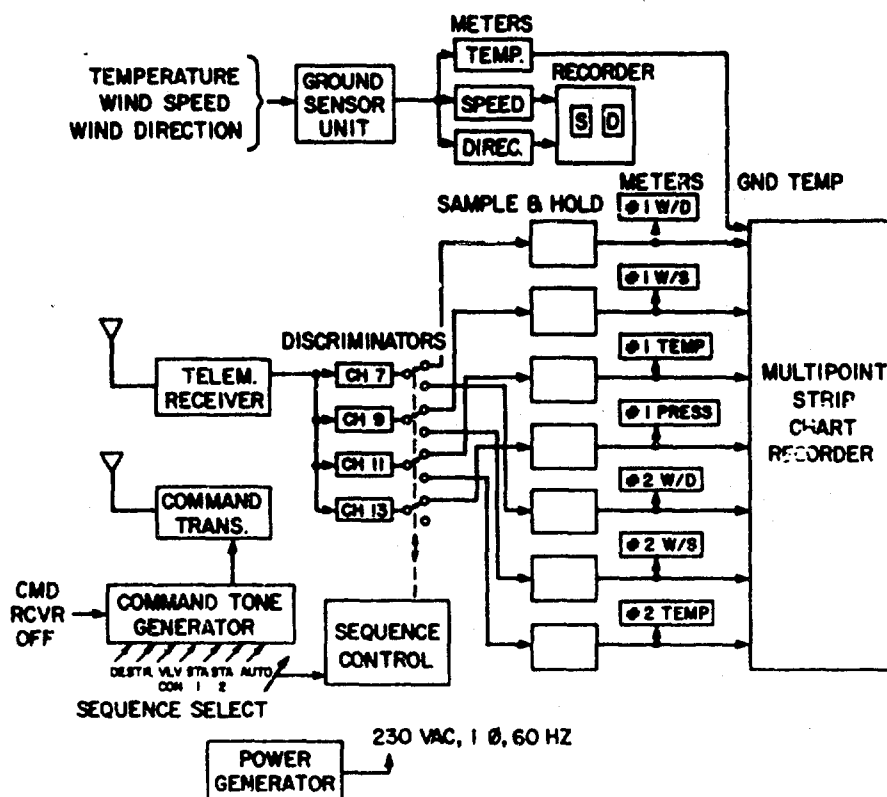 METERS
TEMP.
TEMPERATURE
WIND SPEED
WIND DIRECTION
GROUND
SENSOR
UNIT
SPEED
DIREC.
RECORDER
S D
METERS
GND TEMP
SAMPLE & HOLD
#1 W/D
#1 W/S
#1 TEMP
#1 PRESS
#2 W/D
#2 W/S
#2 TEMP
MULTIPOINT
STRIP
CHART
RECORDER
DISCRIMINATORS
CH 7
CH 9
CH 11
CH 13
TELEM.
RECEIVER
COMMAND
TRANS.
CMD
RCVR
OFF
COMMAND TONE
GENERATOR
DESTR. VLV STA STA AUTO
CON 1 2
SEQUENCE SELECT
SEQUENCE
CONTROL
230 VAC, 1 Ø, 60 HZ
POWER
GEMERATOR